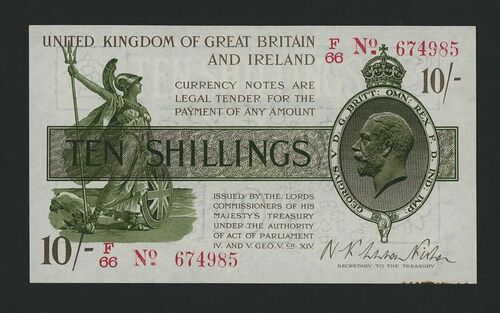 UNITED KINGDOM OF GREAT BRITAIN
AND IRELAND
F/66 No 674985
10/-
CURRENCY NOTES ARE
LEGAL TENDER FOR THE
PAYMENT OF ANY AMOUNT
TEN SHILLINGS
GEORGIUS V. D. G. BRITT: OMN: REX F. D. IND: IMP.
ISSUED BY THE LORDS
COMMISSIONERS OF HIS
MAJESTY'S TREASURY
UNDER THE AUTHORITY
OF ACT OF PARLIAMENT
IV. AND V. GEO. V. CH. XIV.
10/- F/66 No 674985
SECRETARY TO THE TREASURY